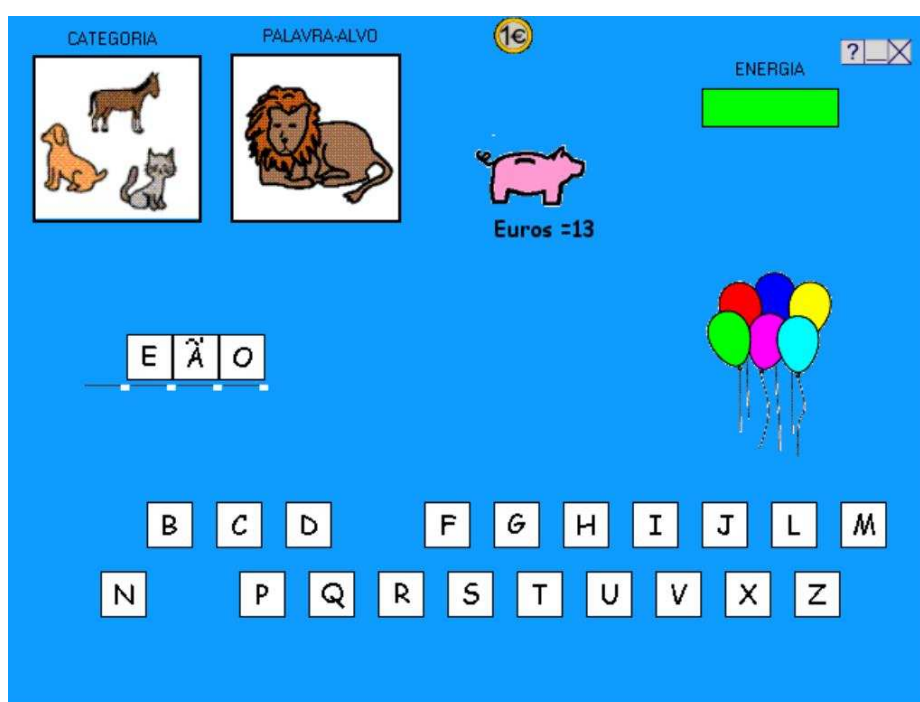 CATEGORIA PALAVRA-ALVO 1€
? _ X
ENERGIA
Euros =13
E Ã O
B C D F G H I J L M
N P Q R S T U V X Z